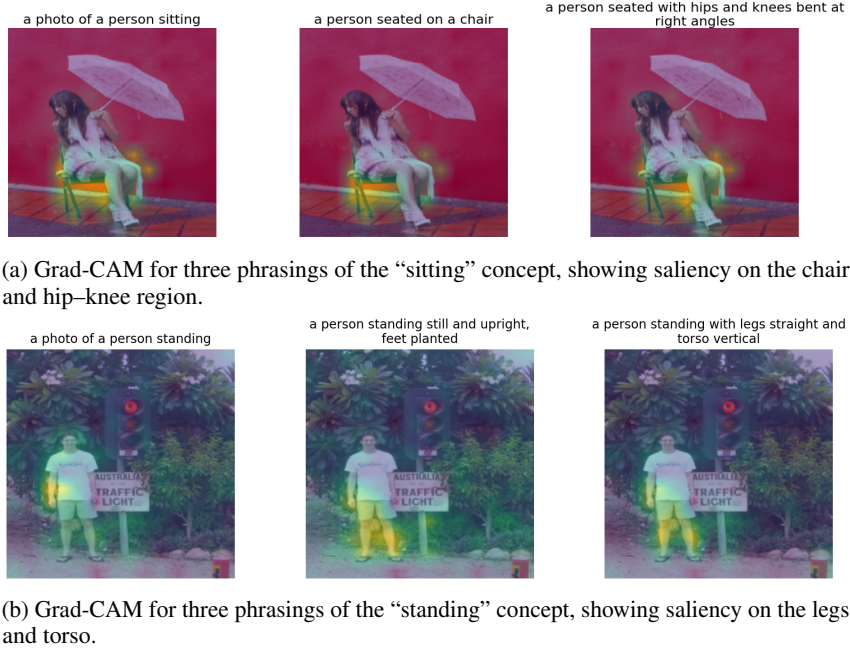 a photo of a person sitting
a person seated on a chair
a person seated with hips and knees bent at
right angles
(a) Grad-CAM for three phrasings of the “sitting” concept, showing saliency on the chair
and hip–knee region.
a photo of a person standing
a person standing still and upright,
feet planted
a person standing with legs straight and
torso vertical
AUSTRALIA
TRAFFIC
LIGHT
AUSTRALIA
TRAFFIC
LIGHT
AUSTRALIA
TRAFFIC
LIGHT
(b) Grad-CAM for three phrasings of the “standing” concept, showing saliency on the legs
and torso.